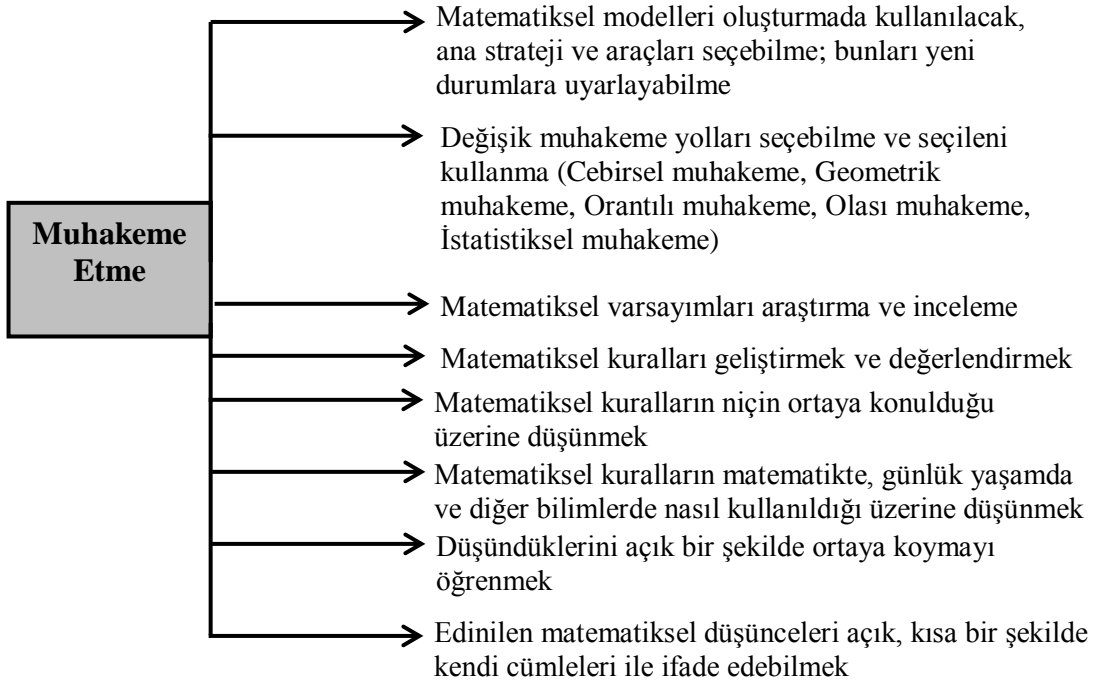 Matematiksel modelleri oluşturmada kullanılacak,
ana strateji ve araçları seçebilme; bunları yeni
durumlara uyarlayabilme
Değişik muhakeme yolları seçebilme ve seçileni
kullanma (Cebirsel muhakeme, Geometrik
muhakeme, Orantılı muhakeme, Olası muhakeme,
İstatistiksel muhakeme)
Muhakeme
Etme
Matematiksel varsayımları araştırma ve inceleme
Matematiksel kuralları geliştirmek ve değerlendirmek
Matematiksel kuralların niçin ortaya konulduğu
üzerine düşünmek
Matematiksel kuralların matematikte, günlük yaşamda
ve diğer bilimlerde nasıl kullanıldığı üzerine düşünmek
Düşündüklerini açık bir şekilde ortaya koymayı
öğrenmek
Edinilen matematiksel düşünceleri açık, kısa bir şekilde
kendi cümleleri ile ifade edebilmek